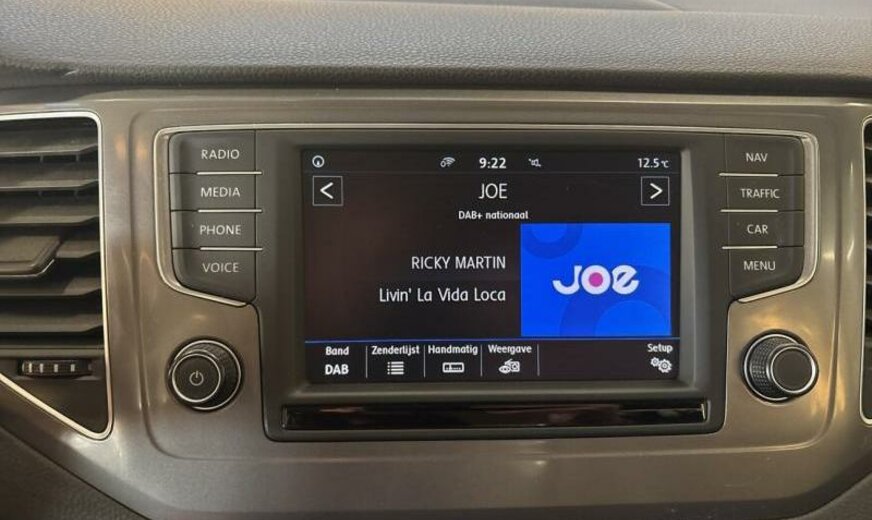 RADIO
MEDIA
PHONE
VOICE
9:22
12.5°C
JOE
DAB+ nationaal
RICKY MARTIN
Livin' La Vida Loca
JOe
Band
DAB
Zenderlijst
Handmatig
Weergave
Setup
NAV
TRAFFIC
CAR
MENU